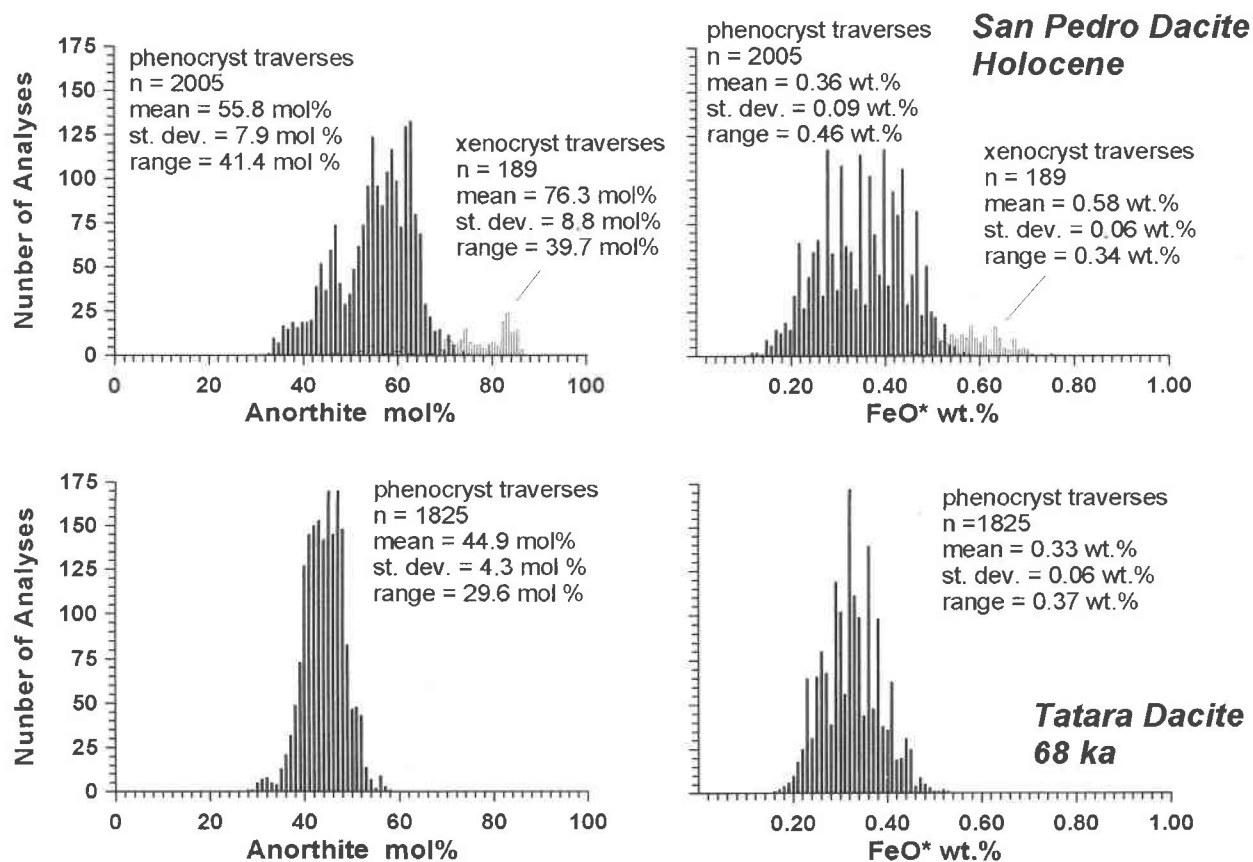 San Pedro Dacite
Holocene
175
150
125
100
75
50
25
0
Nunber of Analyses
phenocryst traverses
n = 2005
mean = 55.8 mol%
st. dev. = 7.9 mol %
range = 41.4 mol %
xenocryst traverses
n = 189
mean = 76.3 mol%
st. dev. = 8.8 mol%
range = 39.7 mol%
0 20 40 60 80 100
Anorthite mol%
phenocryst traverses
n = 2005
mean = 0.36 wt.%
st. dev. = 0.09 wt.%
range = 0.46 wt.%
xenocryst traverses
n = 189
mean = 0.58 wt.%
st. dev. = 0.06 wt.%
range = 0.34 wt.%
0.20 0.40 0.60 0.80 1.00
FeO* wt.%
175
150
125
100
75
50
25
0
Nunber of Analyses
phenocryst traverses
n = 1825
mean = 44.9 mol%
st. dev. = 4.3 mol %
range = 29.6 mol %
0 20 40 60 80 100
Anorthite mol%
phenocryst traverses
n =1825
mean = 0.33 wt.%
st. dev. = 0.06 wt.%
range = 0.37 wt.%
Tatara Dacite
68 ka
0.20 0.40 0.60 0.80 1.00
FeO* wt.%